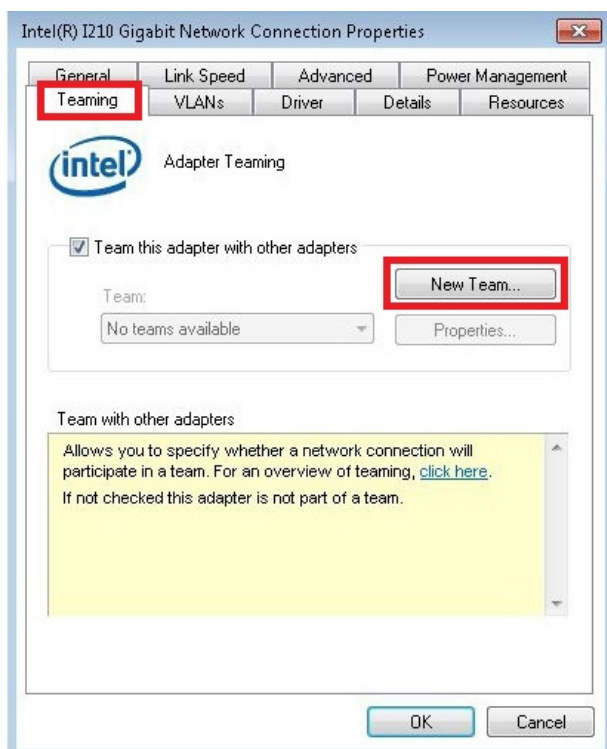 Intel(R) I210 Gigabit Network Connection Properties
General Link Speed Advanced Power Management
Teaming VLANs Driver Details Resources
intel Adapter Teaming
Team this adapter with other adapters
New Team...
Team:
No teams available Properties...
Team with other adapters
Allows you to specify whether a network connection will
participate in a team. For an overview of teaming, click here.
If not checked this adapter is not part of a team.
OK Cancel